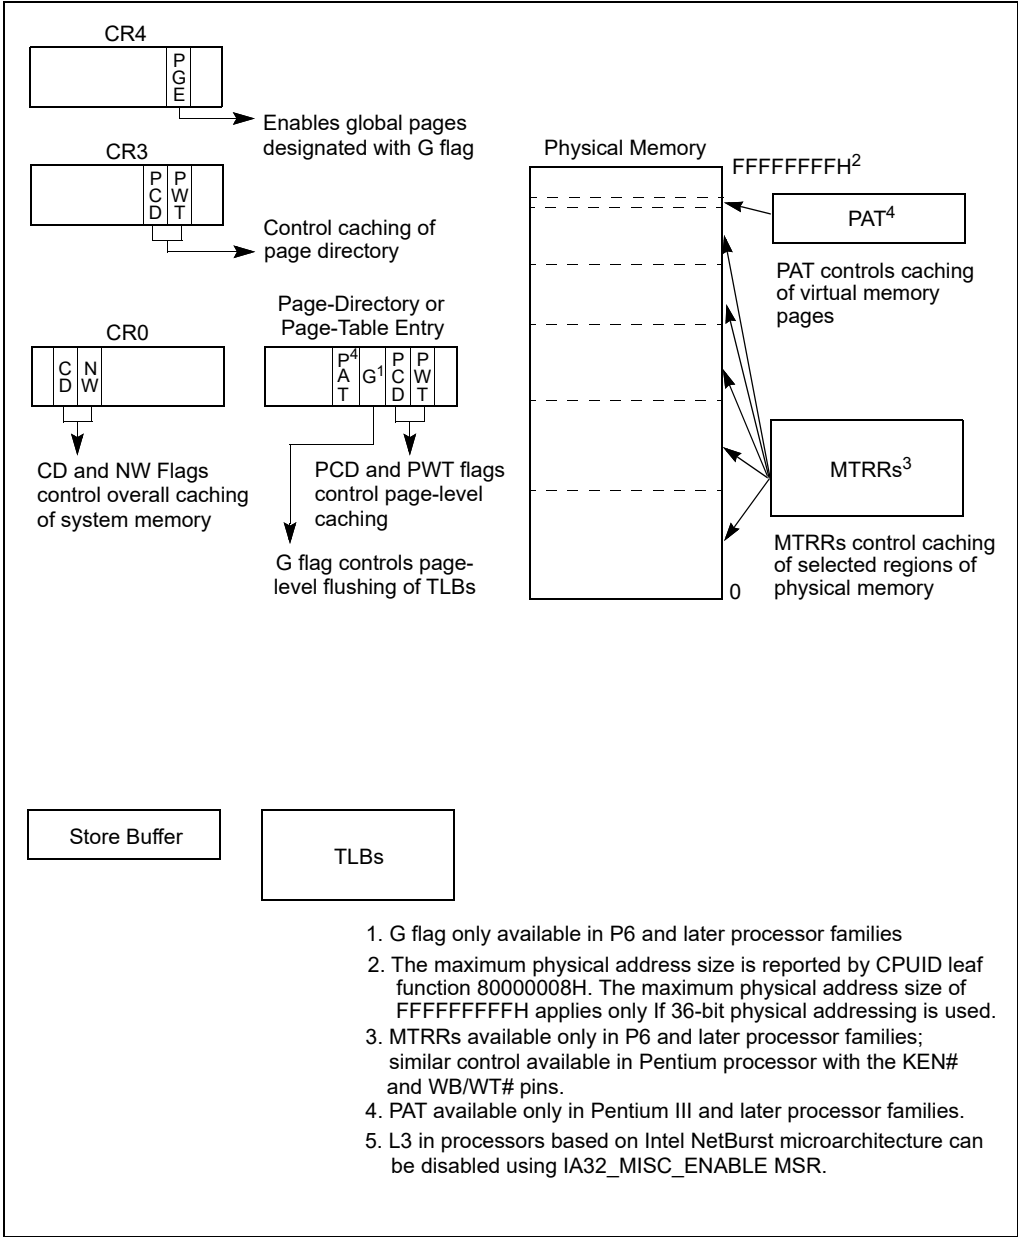 CR4
P
G
E
Enables global pages
designated with G flag
CR3
P P
C W
D T
Control caching of
page directory
CR0
C N
D W
CD and NW Flags
control overall caching
of system memory
Page-Directory or
Page-Table Entry
P4 G1 P P
A C W
T D T
PCD and PWT flags
control page-level
caching
G flag controls page-
level flushing of TLBs
Physical Memory
FFFFFFFFH2
PAT4
PAT controls caching
of virtual memory
pages
MTRRs3
MTRRs control caching
of selected regions of
physical memory
0
Store Buffer
TLBs
1. G flag only available in P6 and later processor families
2. The maximum physical address size is reported by CPUID leaf
function 80000008H. The maximum physical address size of
FFFFFFFFFH applies only If 36-bit physical addressing is used.
3. MTRRs available only in P6 and later processor families;
similar control available in Pentium processor with the KEN#
and WB/WT# pins.
4. PAT available only in Pentium III and later processor families.
5. L3 in processors based on Intel NetBurst microarchitecture can
be disabled using IA32_MISC_ENABLE MSR.